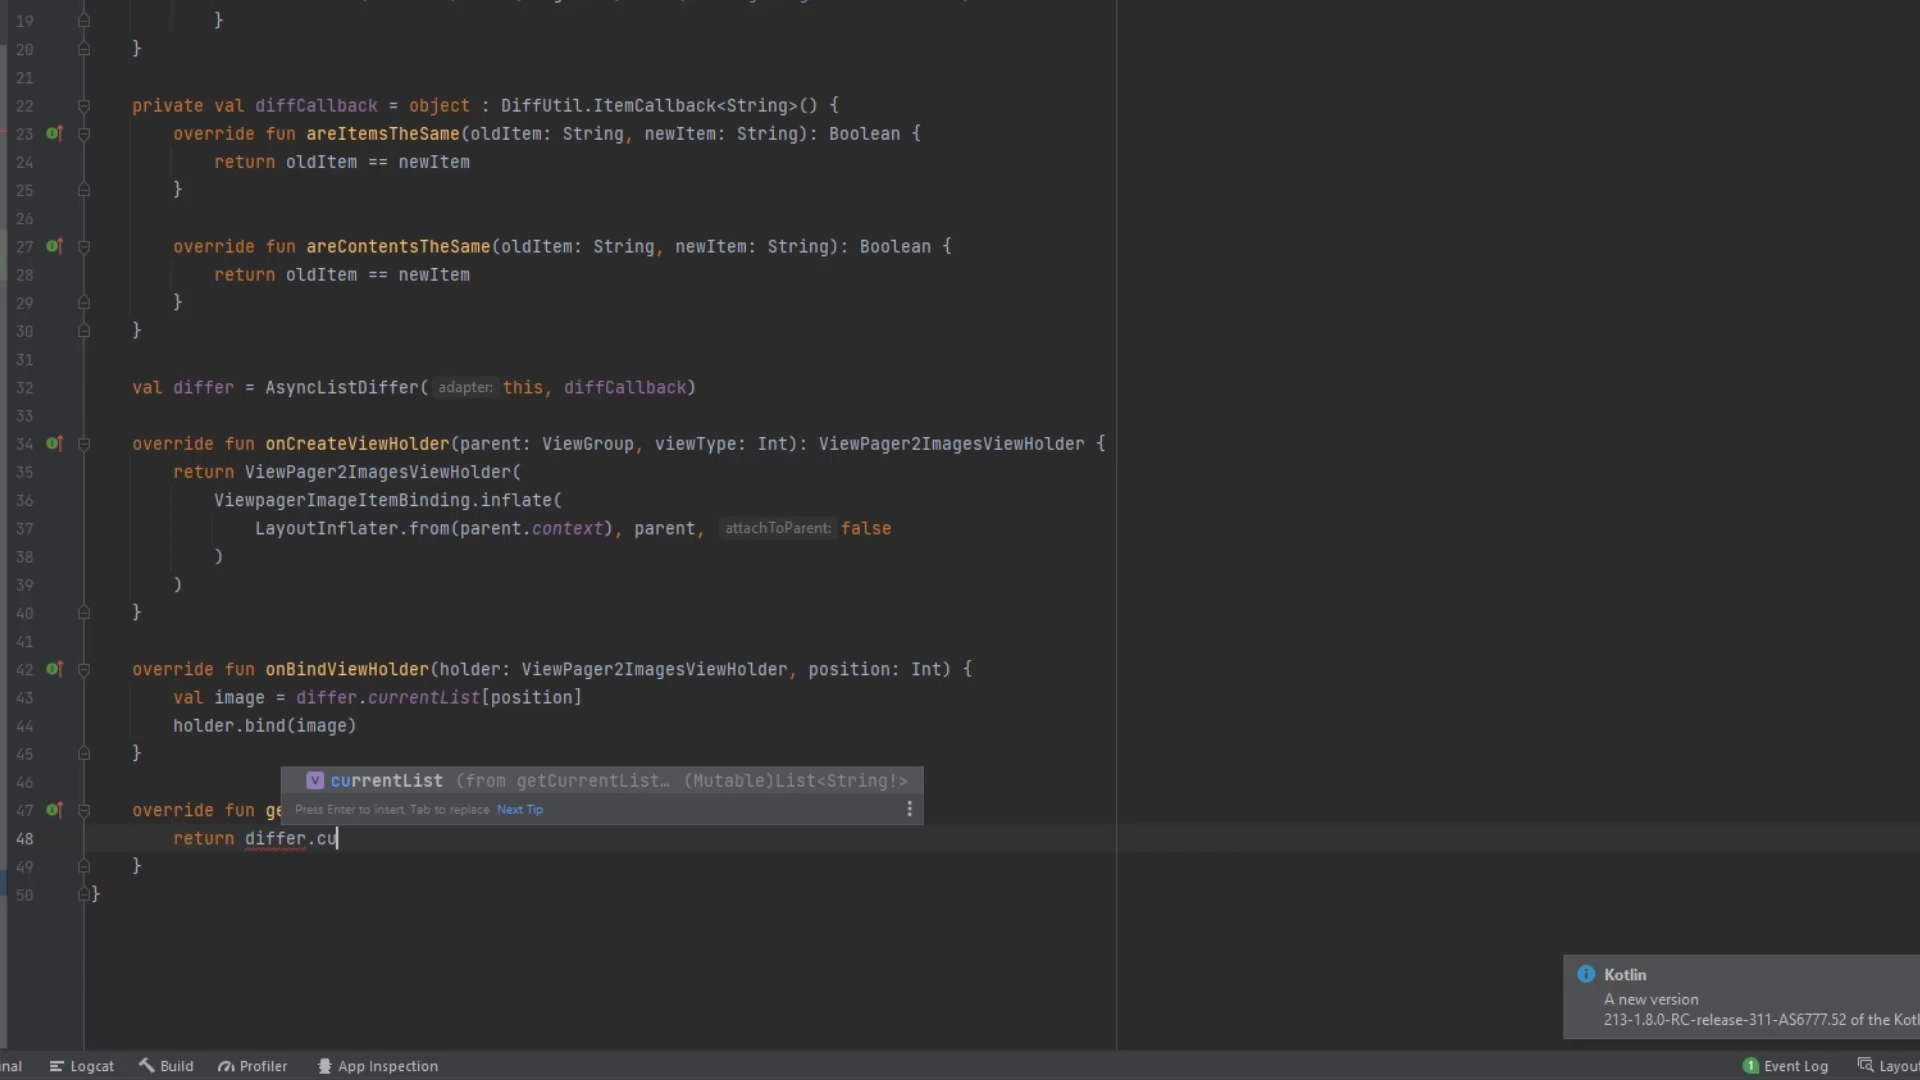 19 }
20 }
21
22 private val diffCallback = object : DiffUtil.ItemCallback<String>() {
23 override fun areItemsTheSame(oldItem: String, newItem: String): Boolean {
24 return oldItem == newItem
25 }
26
27 override fun areContentsTheSame(oldItem: String, newItem: String): Boolean {
28 return oldItem == newItem
29 }
30 }
31
32 val differ = AsyncListDiffer( adapter: this, diffCallback)
33
34 override fun onCreateViewHolder(parent: ViewGroup, viewType: Int): ViewPager2ImagesViewHolder {
35 return ViewPager2ImagesViewHolder(
36 ViewpagerImageItemBinding.inflate(
37 LayoutInflater.from(parent.context), parent, attachToParent: false
38 )
39 )
40 }
41
42 override fun onBindViewHolder(holder: ViewPager2ImagesViewHolder, position: Int) {
43 val image = differ.currentList[position]
44 holder.bind(image)
45 }
46
v currentList (from getCurrentList… (Mutable)List<String!>
47 override fun ge
Press Enter to insert, Tab to replace Next Tip
48 return differ.cu
49 }
50 }
Kotlin
A new version
213-1.8.0-RC-release-311-AS6777.52 of the Kotl
inal Logcat Build Profiler App Inspection 1 Event Log Layou